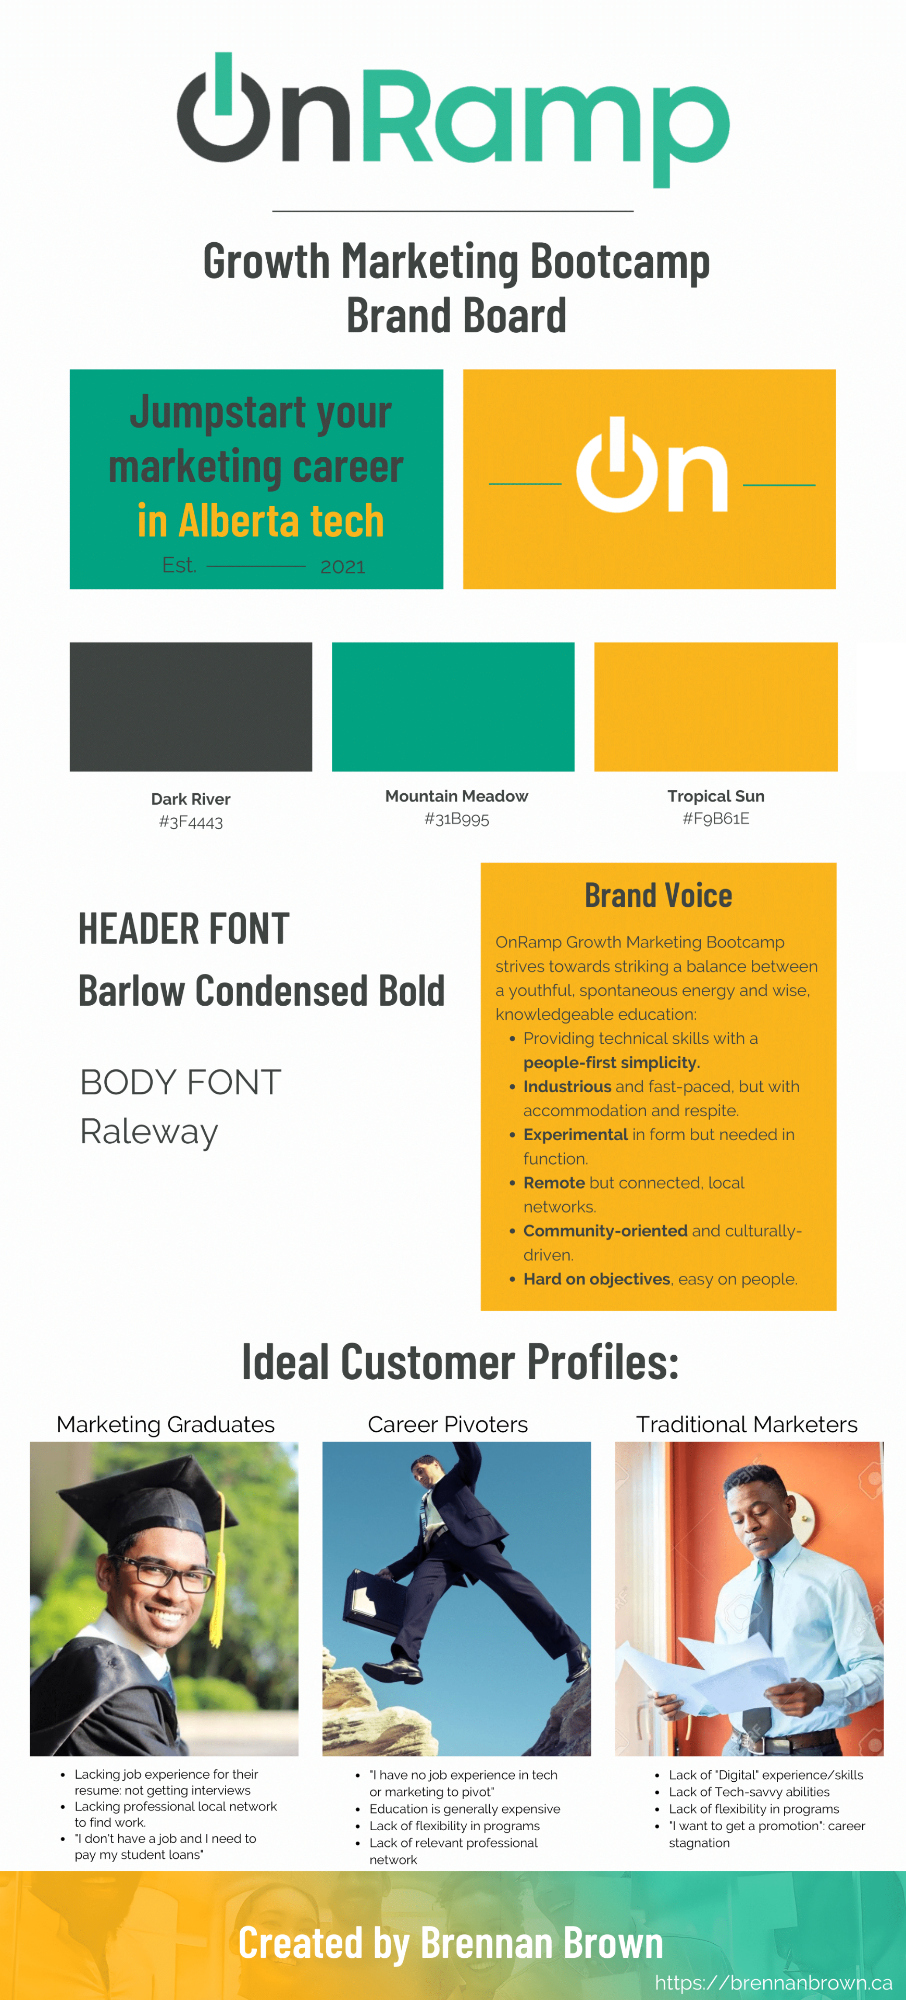 OnRamp
Growth Marketing Bootcamp
Brand Board
Jumpstart your
marketing career
in Alberta tech
Est. 2021
On
Dark River
#3F4443
Mountain Meadow
#31B995
Tropical Sun
#F9B61E
HEADER FONT
Barlow Condensed Bold
BODY FONT
Raleway
Brand Voice
OnRamp Growth Marketing Bootcamp
strives towards striking a balance between
a youthful, spontaneous energy and wise,
knowledgeable education:
• Providing technical skills with a
people-first simplicity.
• Industrious and fast-paced, but with
accommodation and respite.
• Experimental in form but needed in
function.
• Remote but connected, local
networks.
• Community-oriented and culturally-
driven.
• Hard on objectives, easy on people.
Ideal Customer Profiles:
Marketing Graduates
• Lacking job experience for their
resume: not getting interviews
• Lacking professional local network
to find work.
• "I don't have a job and I need to
pay my student loans"
Career Pivoters
• "I have no job experience in tech
or marketing to pivot"
• Education is generally expensive
• Lack of flexibility in programs
• Lack of relevant professional
network
Traditional Marketers
• Lack of "Digital" experience/skills
• Lack of Tech-savvy abilities
• Lack of flexibility in programs
• "I want to get a promotion": career
stagnation
Created by Brennan Brown
https://brennanbrown.ca